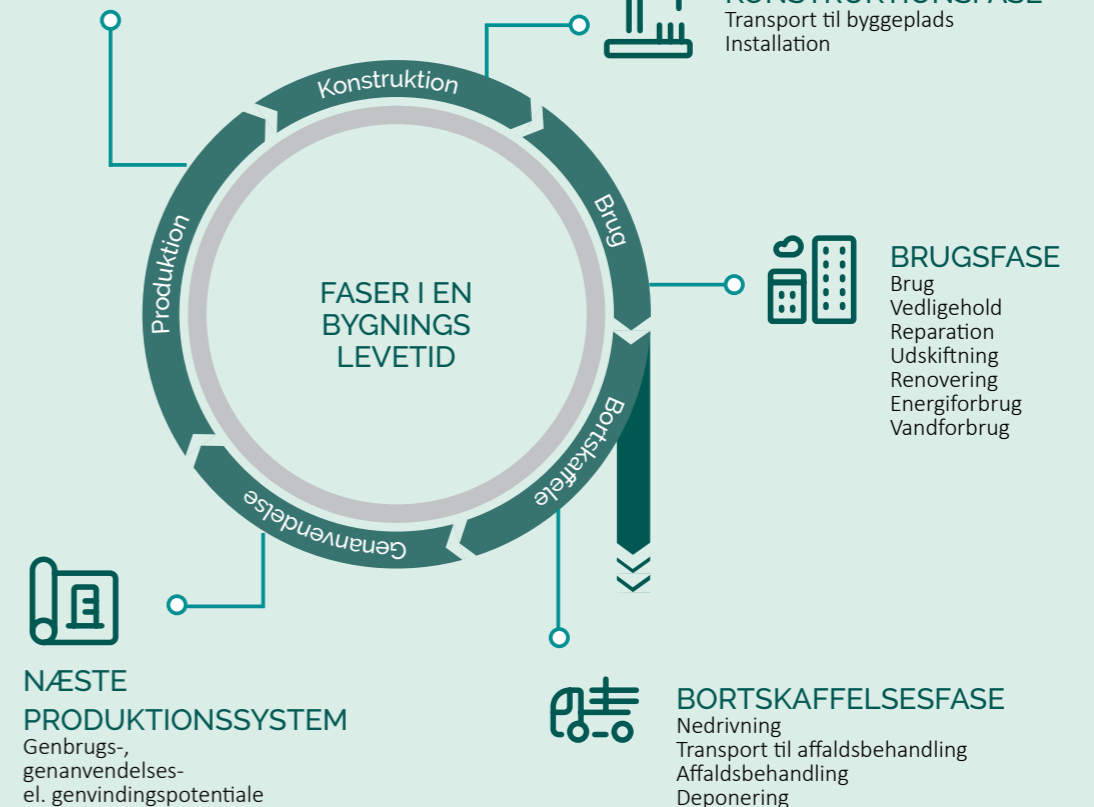 KONSTRUKTIONSFASE
Transport til byggeplads
Installation
Konstruktion
Brug
Produktion
FASER I EN
BYGNINGS
LEVETID
BRUGSFASE
Brug
Vedligehold
Reparation
Udskiftning
Renovering
Energiforbrug
Vandforbrug
Bortskaffele
Genanvendelse
NÆSTE
PRODUKTIONSSYSTEM
Genbrugs-,
genanvendelses-
el. genvindingspotentiale
BORTSKAFFELSESFASE
Nedrivning
Transport til affaldsbehandling
Affaldsbehandling
Deponering